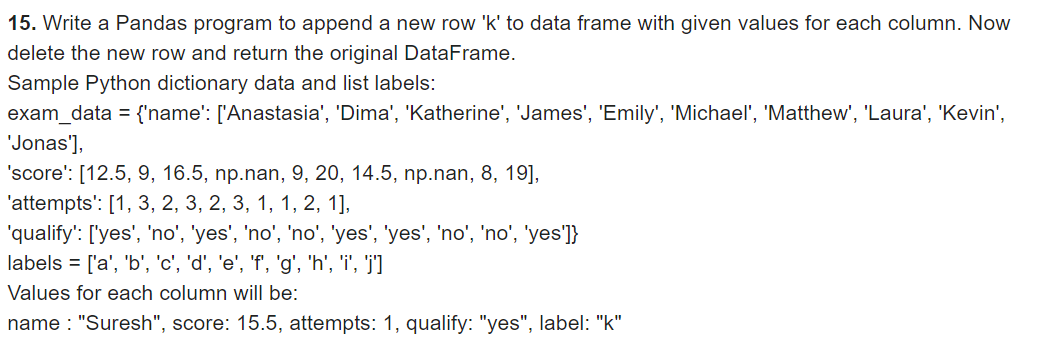 15. Write a Pandas program to append a new row 'k' to data frame with given values for each column. Now
delete the new row and return the original DataFrame.
Sample Python dictionary data and list labels:
exam_data = {'name': ['Anastasia', 'Dima', 'Katherine', 'James', 'Emily', 'Michael', 'Matthew', 'Laura', 'Kevin',
'Jonas'],
'score': [12.5, 9, 16.5, np.nan, 9, 20, 14.5, np.nan, 8, 19],
'attempts': [1, 3, 2, 3, 2, 3, 1, 1, 2, 1],
'qualify': ['yes', 'no', 'yes', 'no', 'no', 'yes', 'yes', 'no', 'no', 'yes']}
labels = ['a', 'b', 'c', 'd', 'e', 'f', 'g', 'h', 'i', 'j']
Values for each column will be:
name : "Suresh", score: 15.5, attempts: 1, qualify: "yes", label: "k"